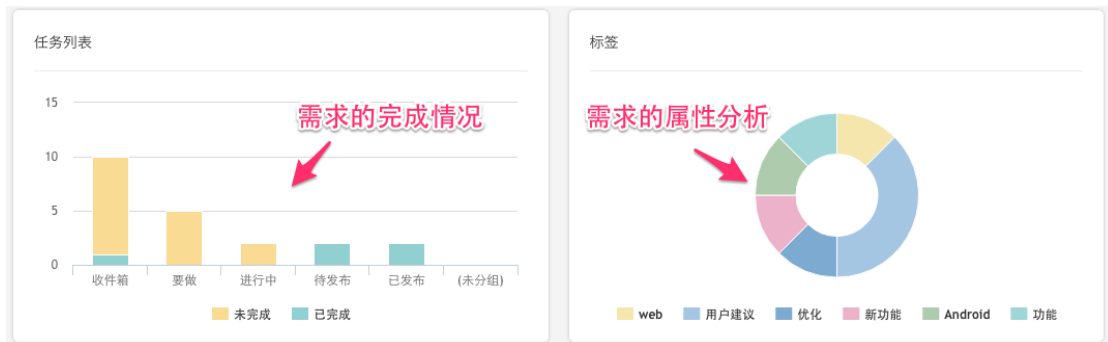 任务列表
标签
需求的完成情况
需求的属性分析
15
10
5
0
收件箱 要做 进行中 待发布 已发布 (未分组)
未完成 已完成
web 用户建议 优化 新功能 Android 功能